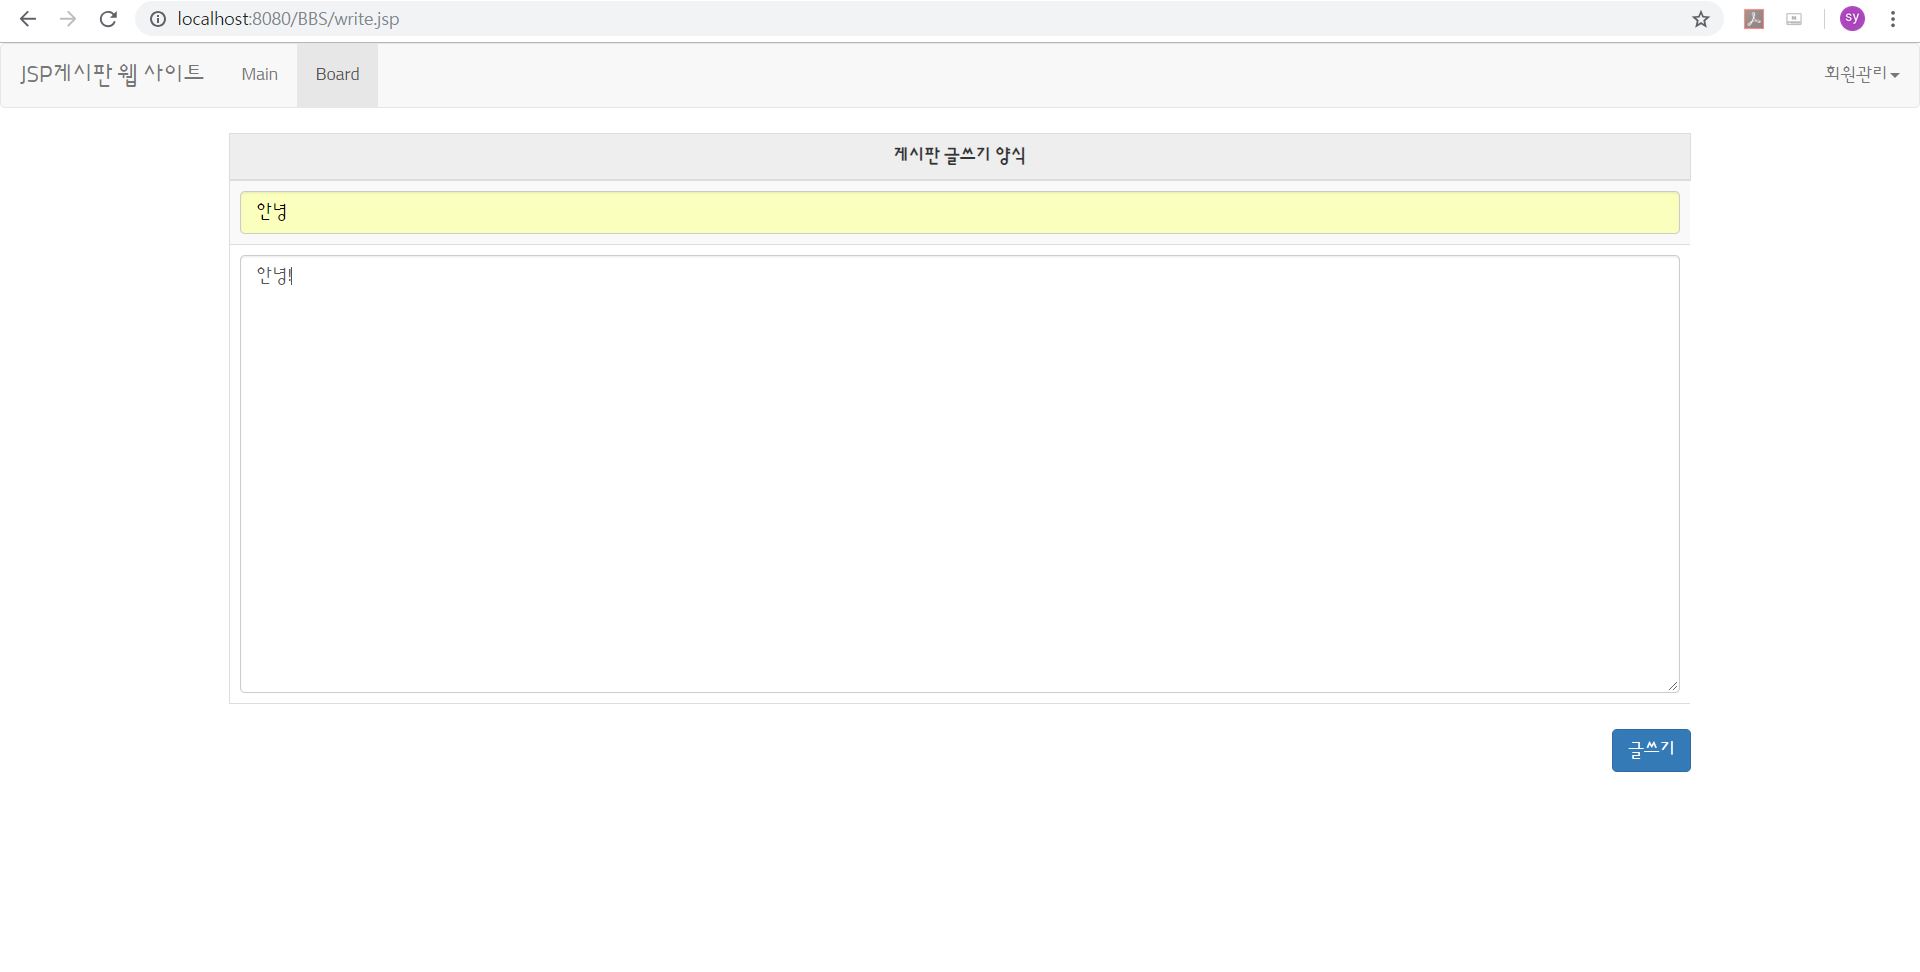 localhost:8080/BBS/write.jsp
sy
JSP게시판 웹 사이트 Main Board 회원관리
게시판 글쓰기 양식
안녕
안녕!
글쓰기